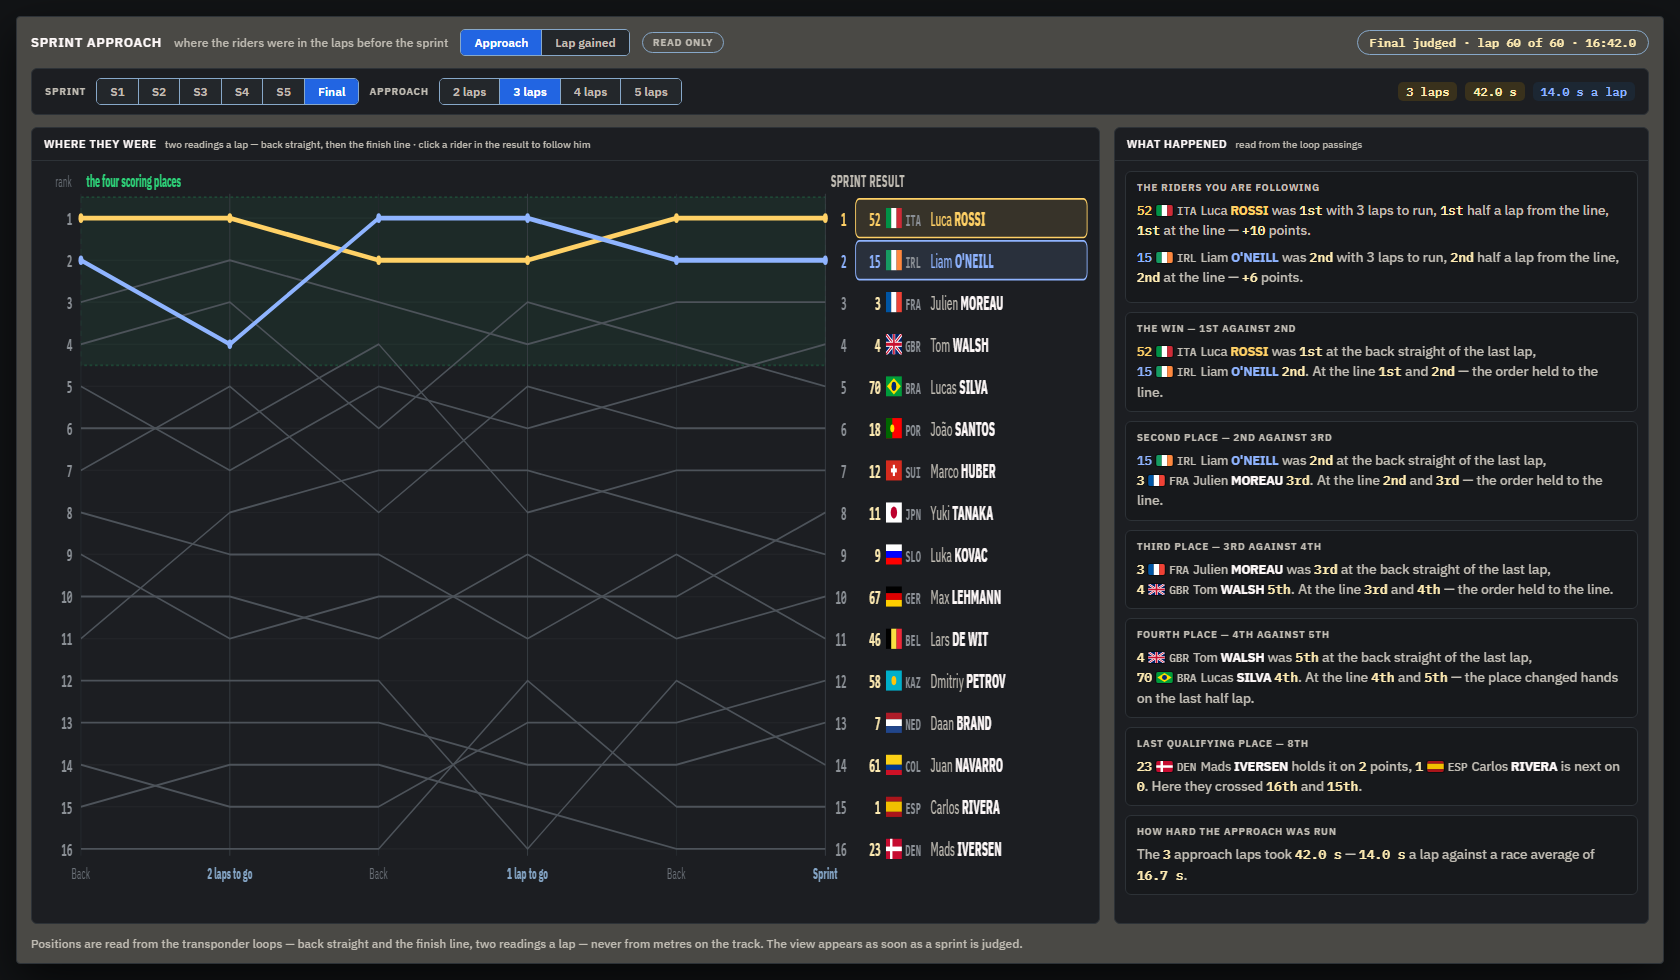 SPRINT APPROACH where the riders were in the laps before the sprint Approach Lap gained READ ONLY Final judged · lap 60 of 60 · 16:42.0
SPRINT S1 S2 S3 S4 S5 Final APPROACH 2 laps 3 laps 4 laps 5 laps 3 laps 42.0 s 14.0 s a lap
WHERE THEY WERE two readings a lap — back straight, then the finish line · click a rider in the result to follow him
rank the four scoring places SPRINT RESULT
1 1 52 ITA Luca ROSSI
2 2 15 IRL Liam O'NEILL
3 3 3 FRA Julien MOREAU
4 4 4 GBR Tom WALSH
5 5 70 BRA Lucas SILVA
6 6 18 POR João SANTOS
7 7 12 SUI Marco HUBER
8 8 11 JPN Yuki TANAKA
9 9 9 SLO Luka KOVAC
10 10 67 GER Max LEHMANN
11 11 46 BEL Lars DE WIT
12 12 58 KAZ Dmitriy PETROV
13 13 7 NED Daan BRAND
14 14 61 COL Juan NAVARRO
15 15 1 ESP Carlos RIVERA
16 16 23 DEN Mads IVERSEN
Back 2 laps to go Back 1 lap to go Back Sprint
WHAT HAPPENED read from the loop passings
THE RIDERS YOU ARE FOLLOWING
52 ITA Luca ROSSI was 1st with 3 laps to run, 1st half a lap from the line,
1st at the line — +10 points.
15 IRL Liam O'NEILL was 2nd with 3 laps to run, 2nd half a lap from the line,
2nd at the line — +6 points.
THE WIN — 1ST AGAINST 2ND
52 ITA Luca ROSSI was 1st at the back straight of the last lap,
15 IRL Liam O'NEILL 2nd. At the line 1st and 2nd — the order held to the
line.
SECOND PLACE — 2ND AGAINST 3RD
15 IRL Liam O'NEILL was 2nd at the back straight of the last lap,
3 FRA Julien MOREAU 3rd. At the line 2nd and 3rd — the order held to the
line.
THIRD PLACE — 3RD AGAINST 4TH
3 FRA Julien MOREAU was 3rd at the back straight of the last lap,
4 GBR Tom WALSH 5th. At the line 3rd and 4th — the order held to the line.
FOURTH PLACE — 4TH AGAINST 5TH
4 GBR Tom WALSH was 5th at the back straight of the last lap,
70 BRA Lucas SILVA 4th. At the line 4th and 5th — the place changed hands
on the last half lap.
LAST QUALIFYING PLACE — 8TH
23 DEN Mads IVERSEN holds it on 2 points, 1 ESP Carlos RIVERA is next on
0. Here they crossed 16th and 15th.
HOW HARD THE APPROACH WAS RUN
The 3 approach laps took 42.0 s — 14.0 s a lap against a race average of
16.7 s.
Positions are read from the transponder loops — back straight and the finish line, two readings a lap — never from metres on the track. The view appears as soon as a sprint is judged.